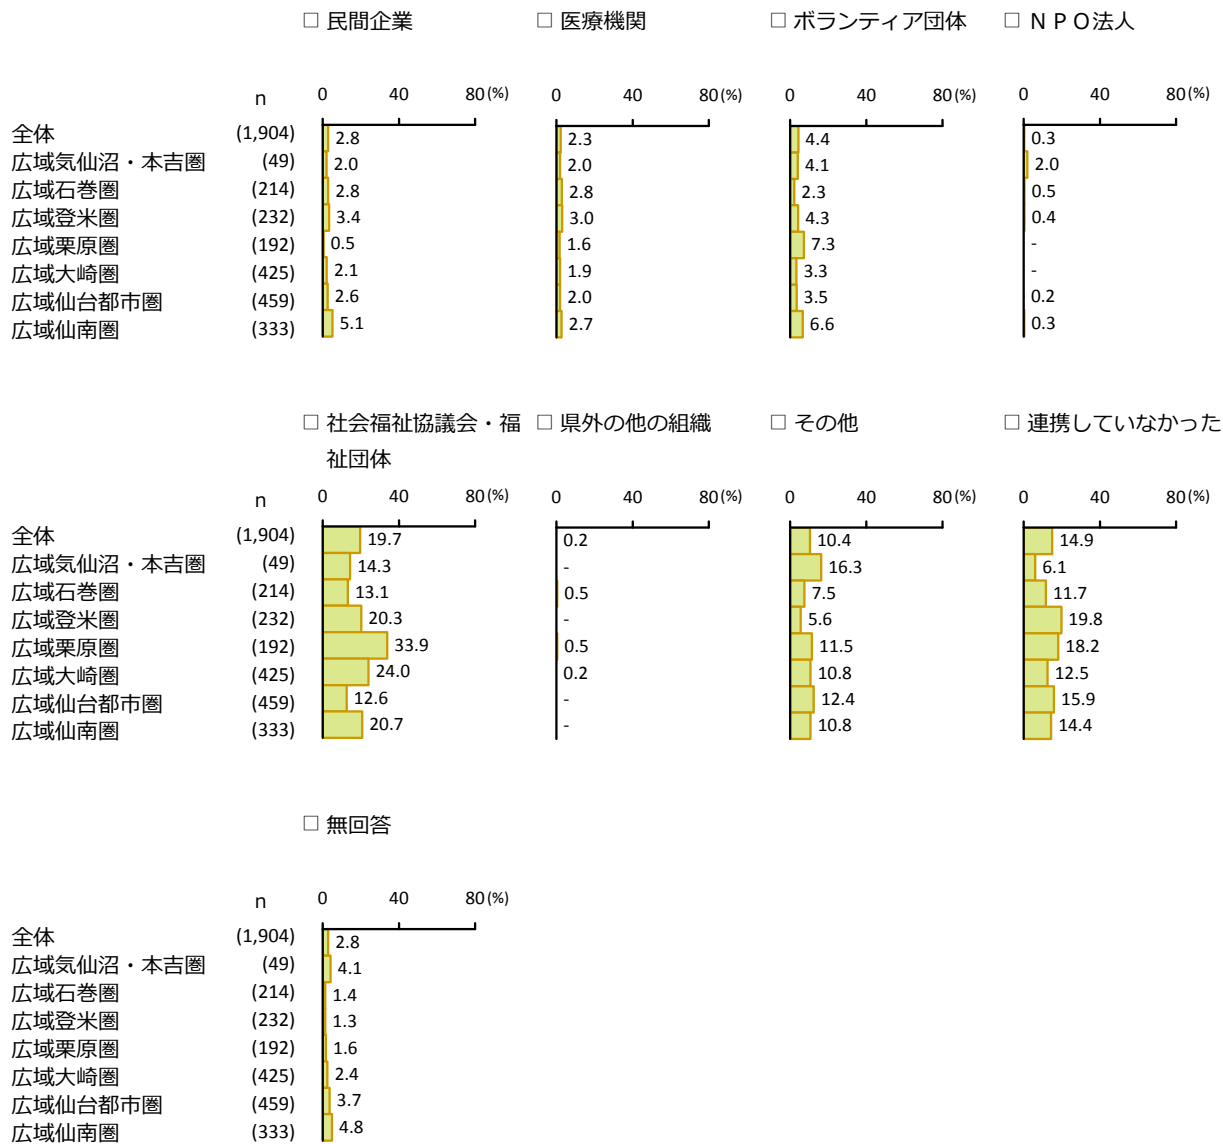 □ 民間企業 □ 医療機関 □ ボランティア団体 □ ＮＰＯ法人
n 0 40 80(%) 0 40 80(%) 0 40 80(%) 0 40 80(%)
全体 (1,904) 2.8 2.3 4.4 0.3
広域気仙沼・本吉圏 (49) 2.0 2.0 4.1 2.0
広域石巻圏 (214) 2.8 2.8 2.3 0.5
広域登米圏 (232) 3.4 3.0 4.3 0.4
広域栗原圏 (192) 0.5 1.6 7.3 -
広域大崎圏 (425) 2.1 1.9 3.3 -
広域仙台都市圏 (459) 2.6 2.0 3.5 0.2
広域仙南圏 (333) 5.1 2.7 6.6 0.3
□ 社会福祉協議会・福 □ 県外の他の組織 □ その他 □ 連携していなかった
祉団体
n 0 40 80(%) 0 40 80(%) 0 40 80(%) 0 40 80(%)
全体 (1,904) 19.7 0.2 10.4 14.9
広域気仙沼・本吉圏 (49) 14.3 - 16.3 6.1
広域石巻圏 (214) 13.1 0.5 7.5 11.7
広域登米圏 (232) 20.3 - 5.6 19.8
広域栗原圏 (192) 33.9 0.5 11.5 18.2
広域大崎圏 (425) 24.0 0.2 10.8 12.5
広域仙台都市圏 (459) 12.6 - 12.4 15.9
広域仙南圏 (333) 20.7 - 10.8 14.4
□ 無回答
n 0 40 80(%)
全体 (1,904) 2.8
広域気仙沼・本吉圏 (49) 4.1
広域石巻圏 (214) 1.4
広域登米圏 (232) 1.3
広域栗原圏 (192) 1.6
広域大崎圏 (425) 2.4
広域仙台都市圏 (459) 3.7
広域仙南圏 (333) 4.8